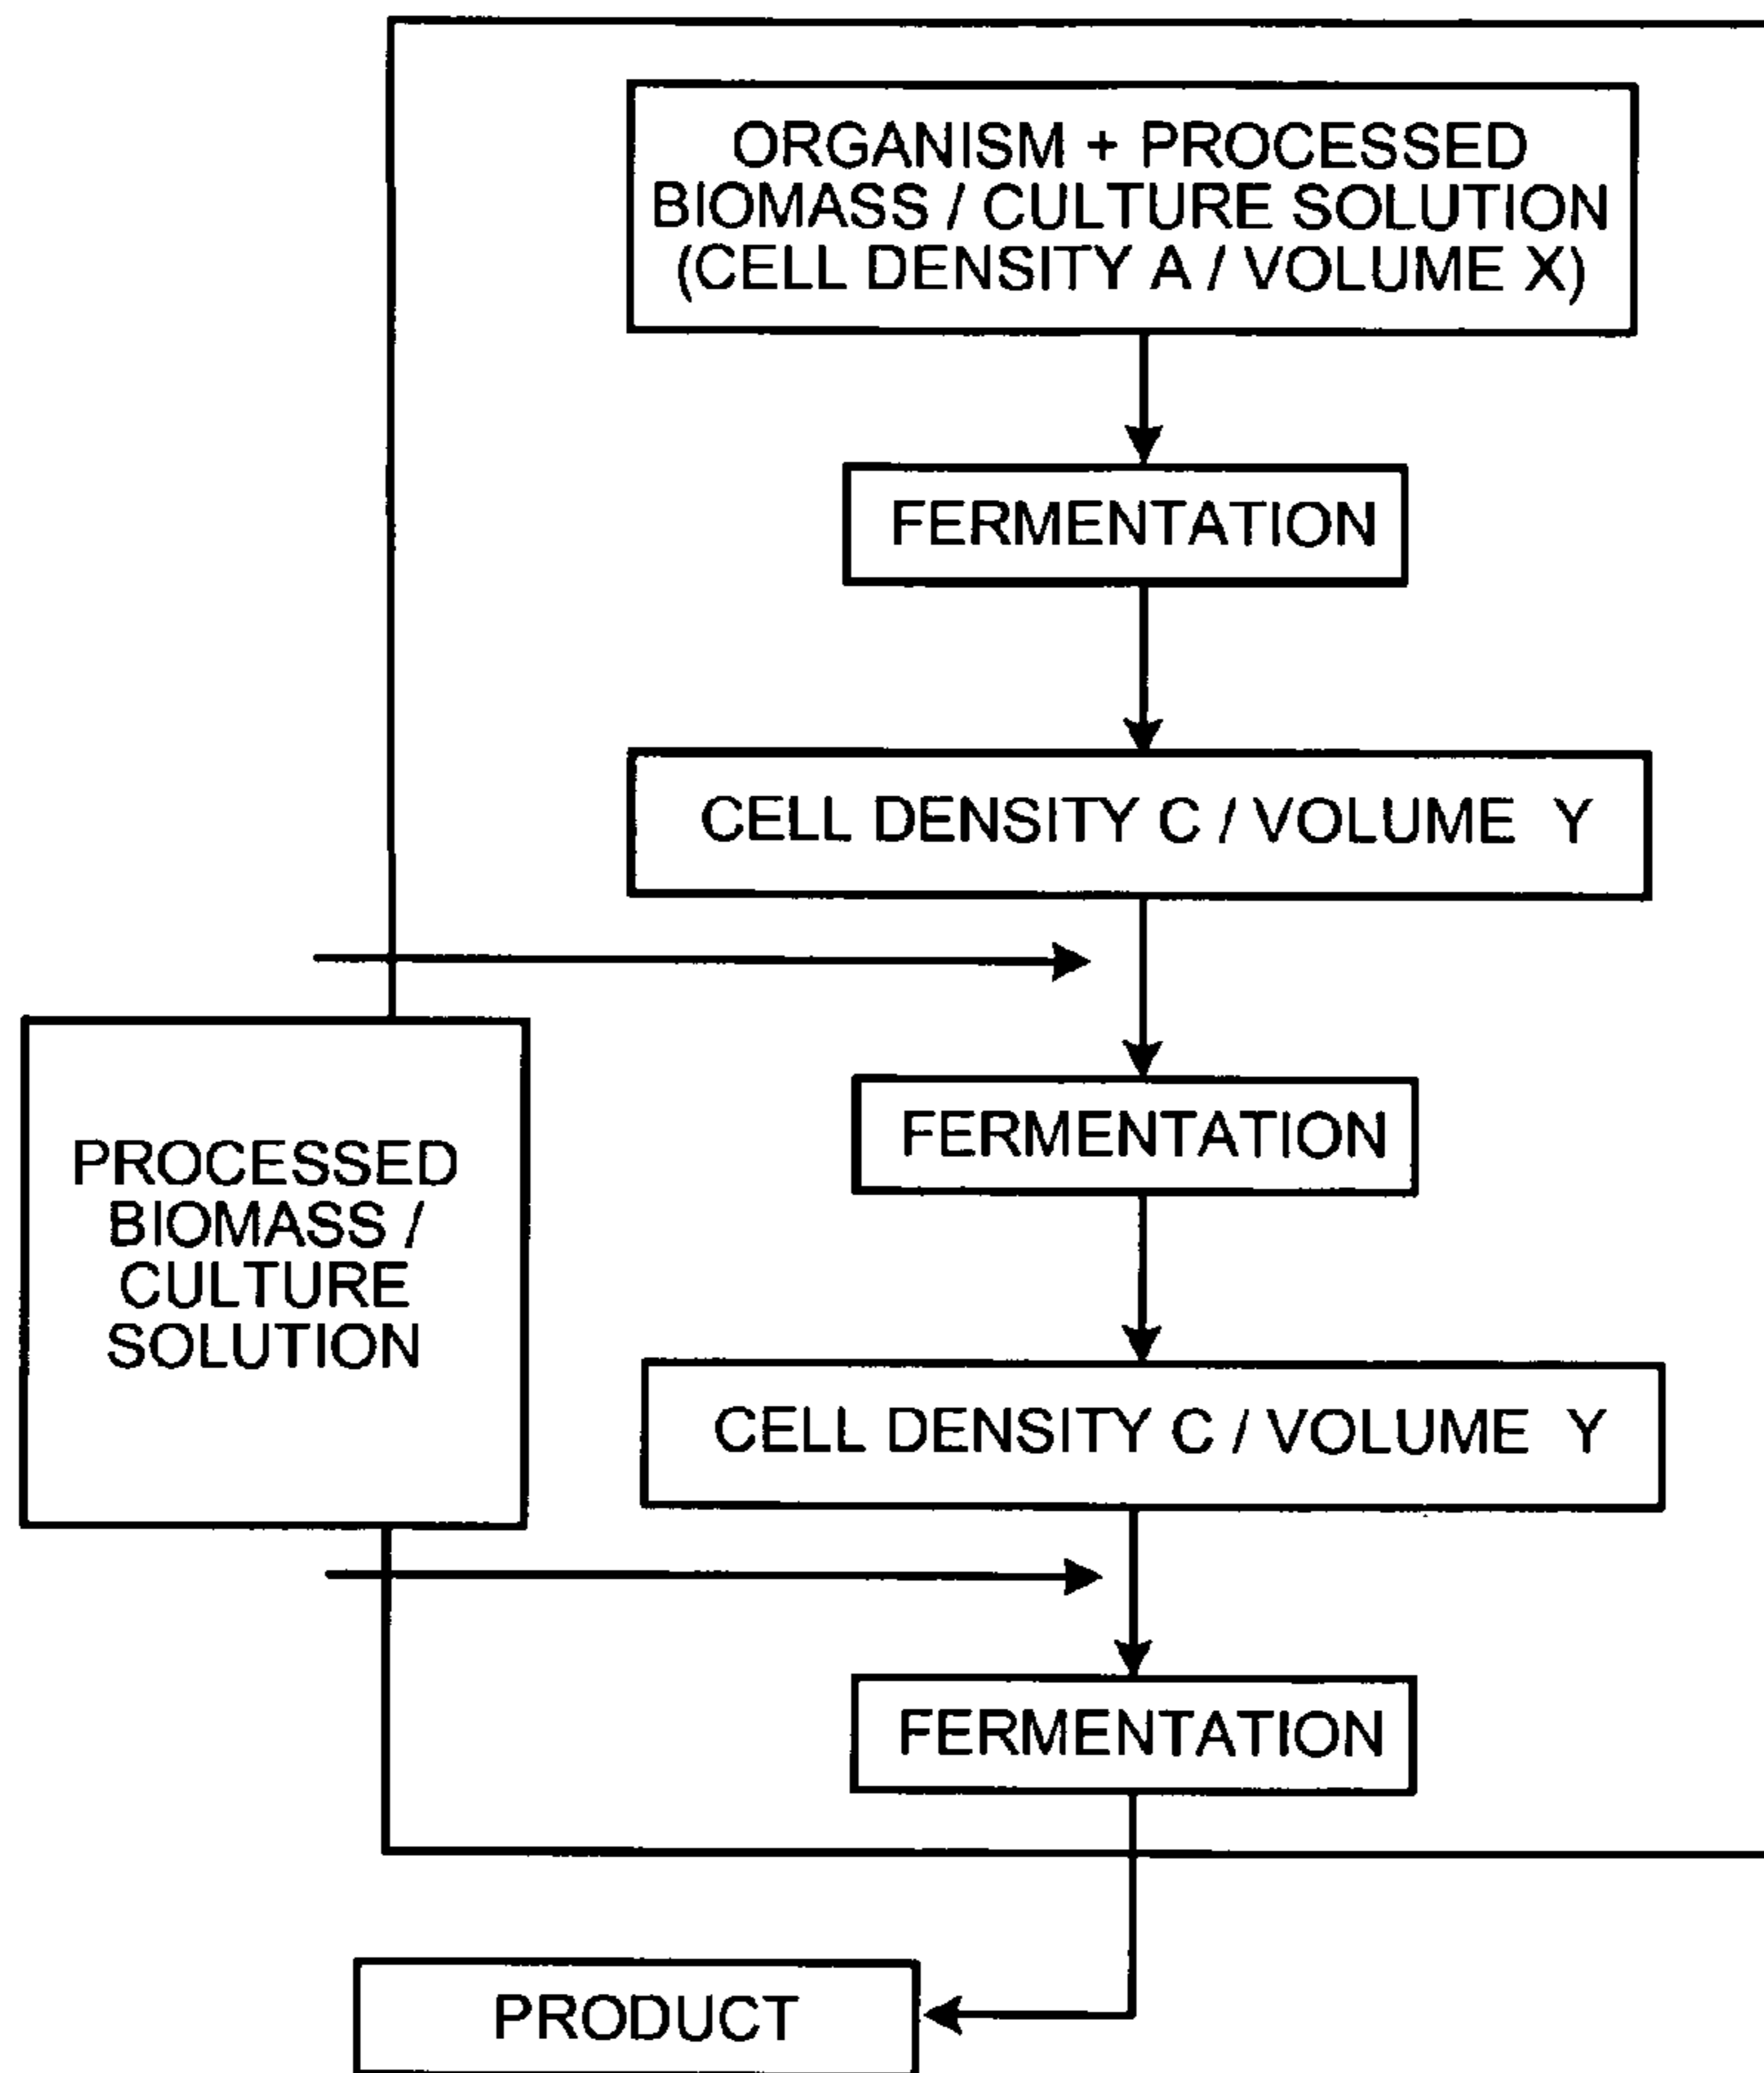 ORGANISM + PROCESSED
BIOMASS / CULTURE SOLUTION
(CELL DENSITY A / VOLUME X)
FERMENTATION
CELL DENSITY C / VOLUME Y
FERMENTATION
PROCESSED
BIOMASS /
CULTURE
SOLUTION
CELL DENSITY C / VOLUME Y
FERMENTATION
PRODUCT